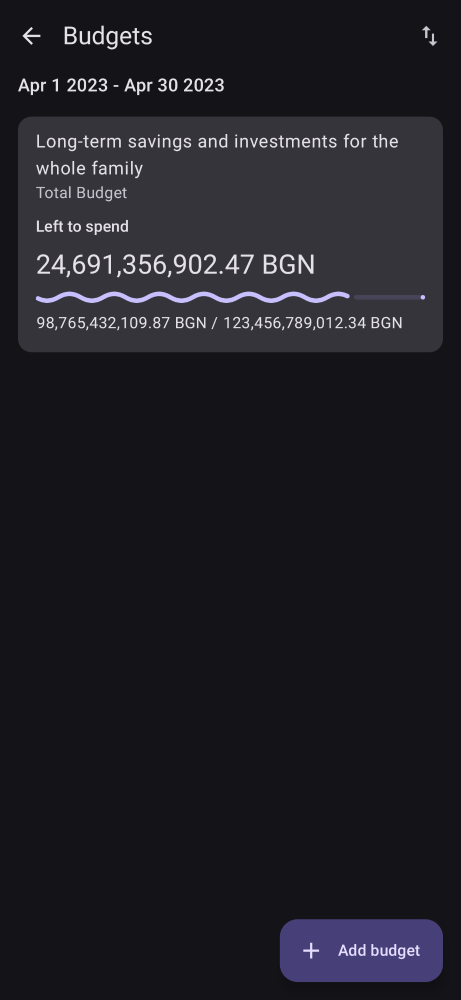 Budgets
Apr 1 2023 - Apr 30 2023
Long-term savings and investments for the
whole family
Total Budget
Left to spend
24,691,356,902.47 BGN
98,765,432,109.87 BGN / 123,456,789,012.34 BGN
Add budget